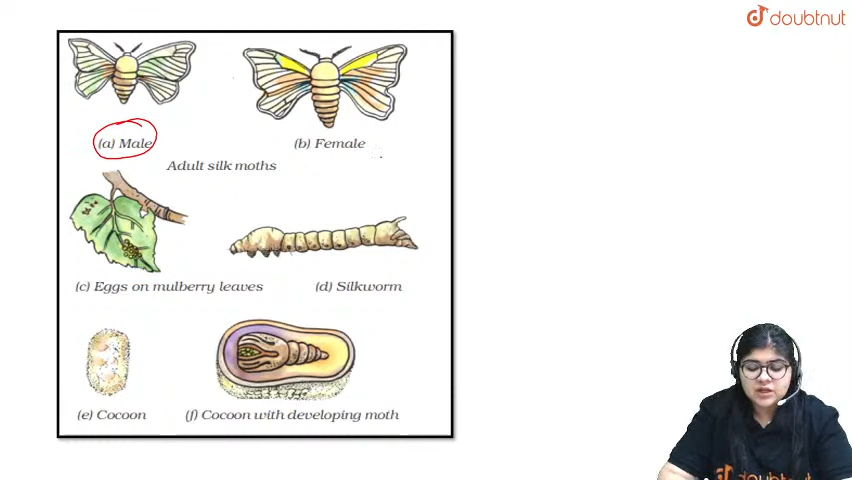 doubtnut
(a) Male
(b) Female
Adult silk moths
(c) Eggs on mulberry leaves
(d) Silkworm
(e) Cocoon
(f) Cocoon with developing moth